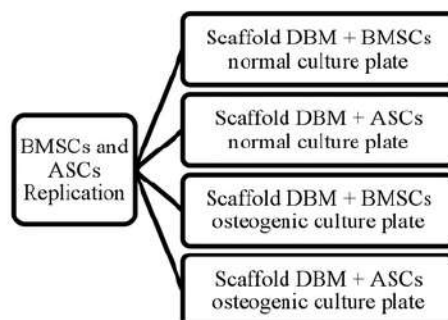 BMSCs and
ASCs
Replication
Scaffold DBM + BMSCs
normal culture plate
Scaffold DBM + ASCs
normal culture plate
Scaffold DBM + BMSCs
osteogenic culture plate
Scaffold DBM + ASCs
osteogenic culture plate